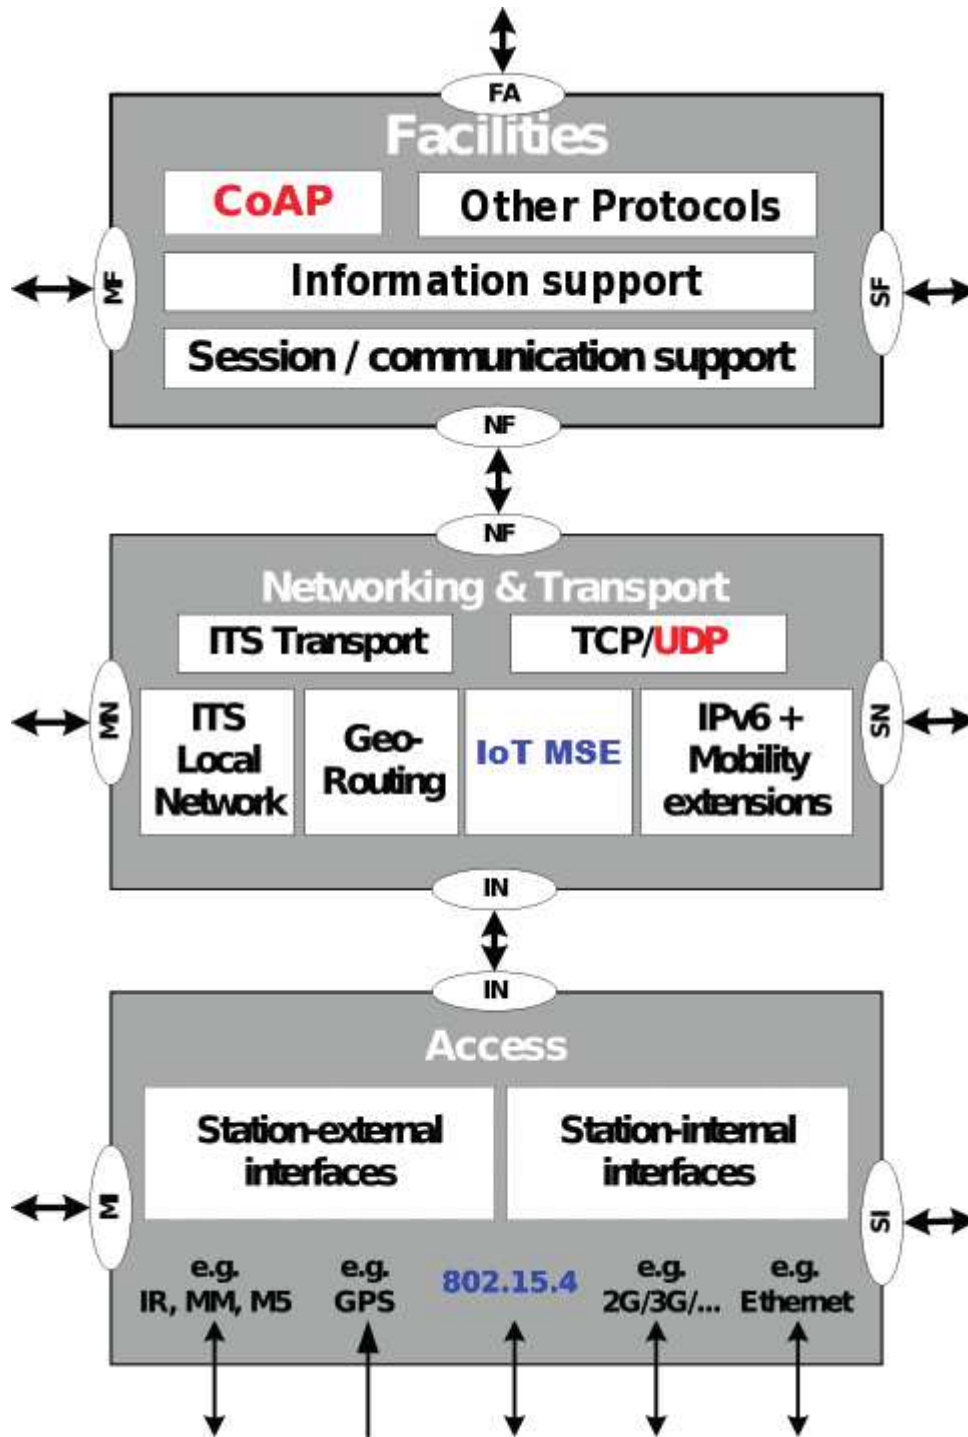 FA
Facilities
CoAP
Other Protocols
Information support
MF
SF
Session / communication support
NF
NF
Networking & Transport
ITS Transport
TCP/UDP
MN
SN
ITS
Local
Network
Geo-
Routing
IoT MSE
IPv6 +
Mobility
extensions
IN
IN
Access
Station-external
interfaces
Station-internal
interfaces
MI
SI
e.g.
IR, MM, M5
e.g.
GPS
802.15.4
e.g.
2G/3G/...
e.g.
Ethernet